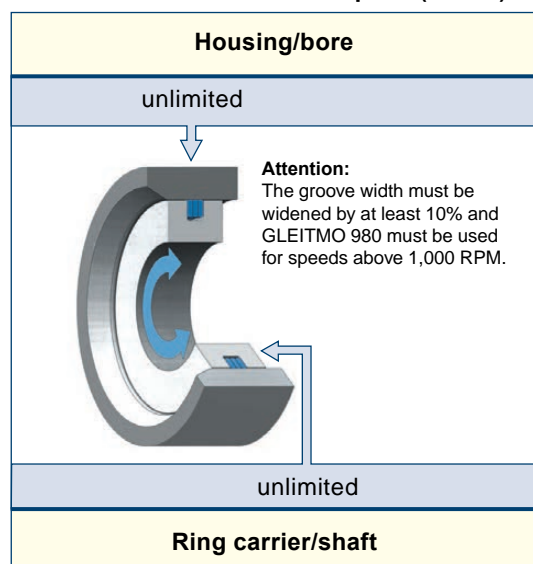 Housing/bore
unlimited
Attention:
The groove width must be
widened by at least 10% and
GLEITMO 980 must be used
for speeds above 1,000 RPM.
unlimited
Ring carrier/shaft